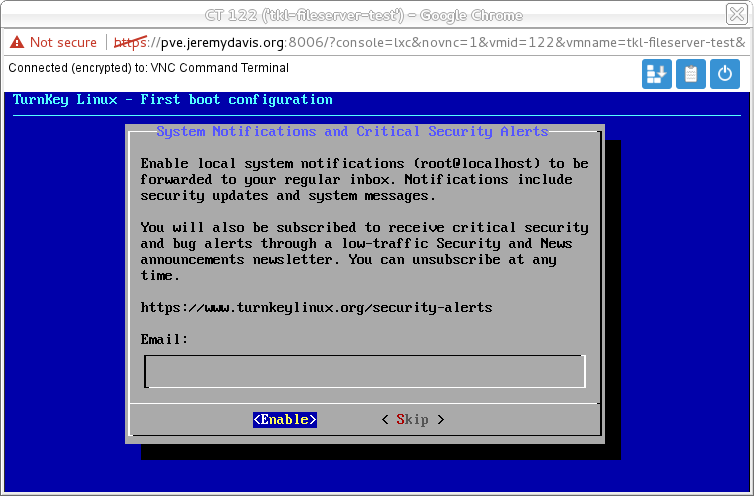 CT 122 ('tkl-fileserver-test') - Google Chrome
Not secure | https://pve.jeremydavis.org:8006/?console=lxc&novnc=1&vmid=122&vmname=tkl-fileserver-test&
Connected (encrypted) to: VNC Command Terminal
TurnKey Linux - First boot configuration
System Notifications and Critical Security Alerts
Enable local system notifications (root@localhost) to be
forwarded to your regular inbox. Notifications include
security updates and system messages.
You will also be subscribed to receive critical security
and bug alerts through a low-traffic Security and News
announcements newsletter. You can unsubscribe at any
time.
https://www.turnkeylinux.org/security-alerts
Email:
<Enable> < Skip >